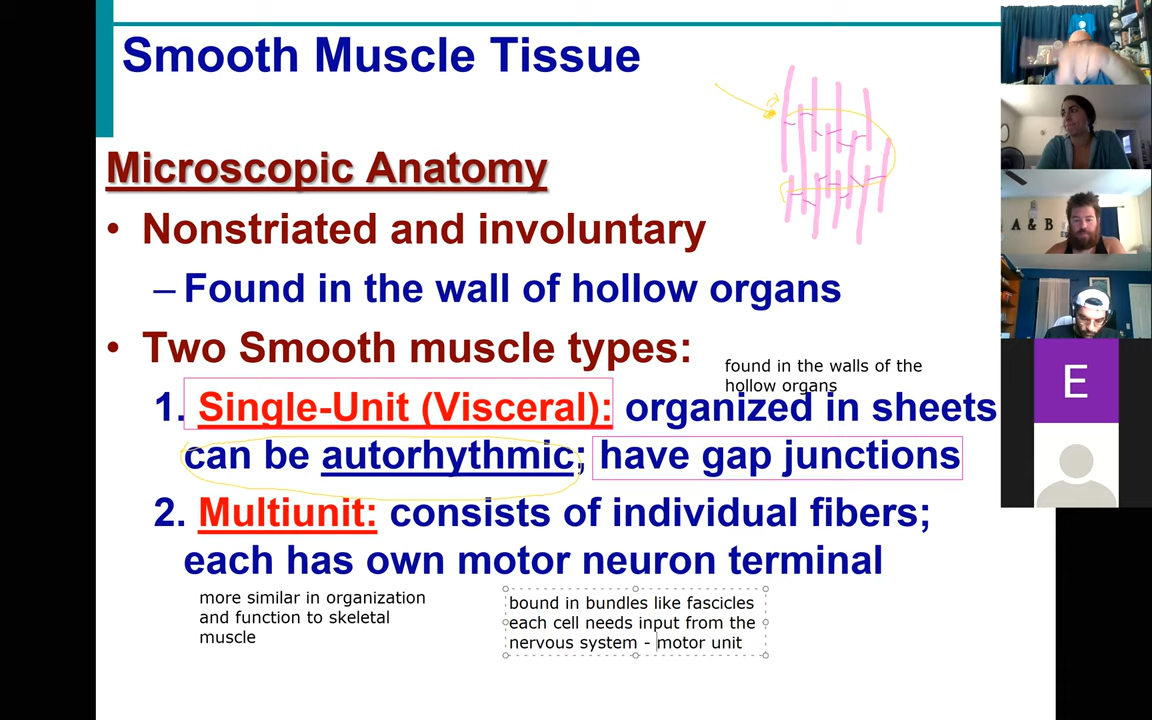 Smooth Muscle Tissue
Microscopic Anatomy
• Nonstriated and involuntary
– Found in the wall of hollow organs
• Two Smooth muscle types:
found in the walls of the
hollow organs
1. Single-Unit (Visceral): organized in sheets
can be autorhythmic; have gap junctions
2. Multiunit: consists of individual fibers;
each has own motor neuron terminal
more similar in organization
and function to skeletal
muscle
bound in bundles like fascicles
each cell needs input from the
nervous system - motor unit
A & B
E